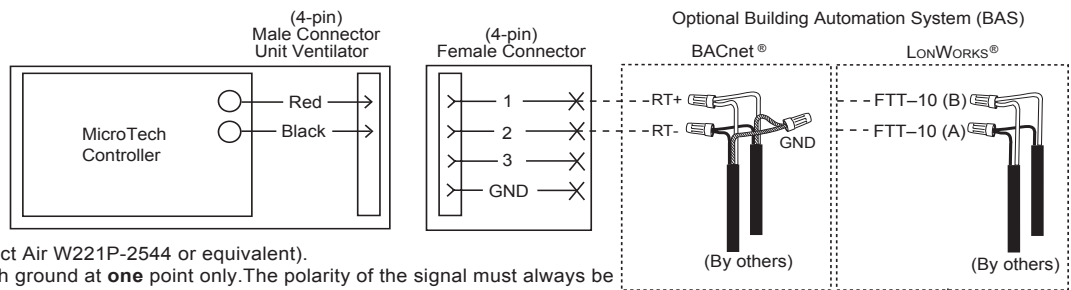 (4-pin)
Male Connector
Unit Ventilator
(4-pin)
Female Connector
Optional Building Automation System (BAS)
BACnet ®
LONWORKS®
MicroTech
Controller
Red
Black
1
2
3
GND
RT+
RT-
GND
(By others)
FTT–10 (B)
FTT–10 (A)
(By others)
ct Air W221P-2544 or equivalent).
h ground at one point only.The polarity of the signal must always be